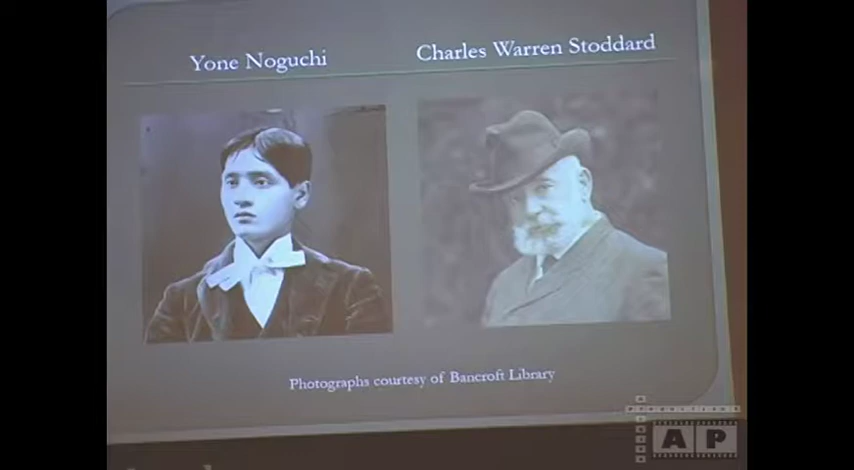 Yone Noguchi
Charles Warren Stoddard
Photographs courtesy of Bancroft Library
AP